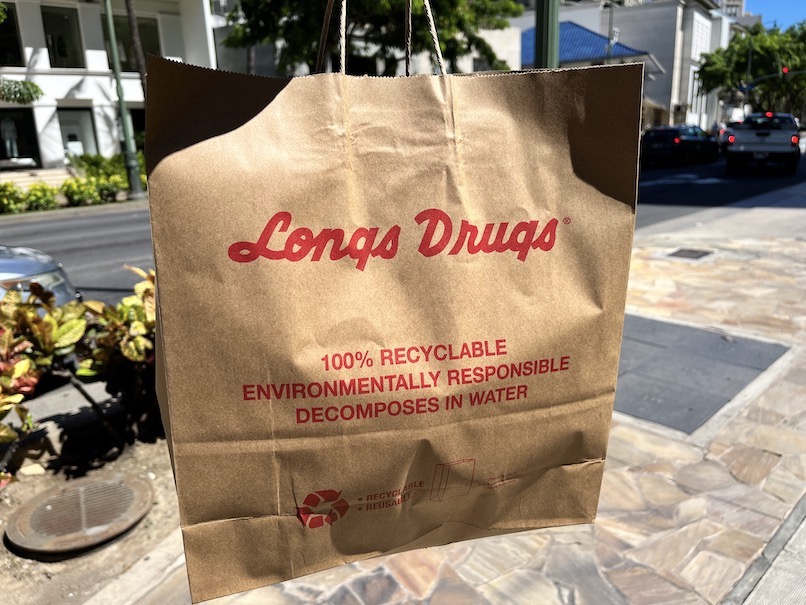 Longs Drugs®
100% RECYCLABLE
ENVIRONMENTALLY RESPONSIBLE
DECOMPOSES IN WATER
• RECYCLABLE
• REUSABLE